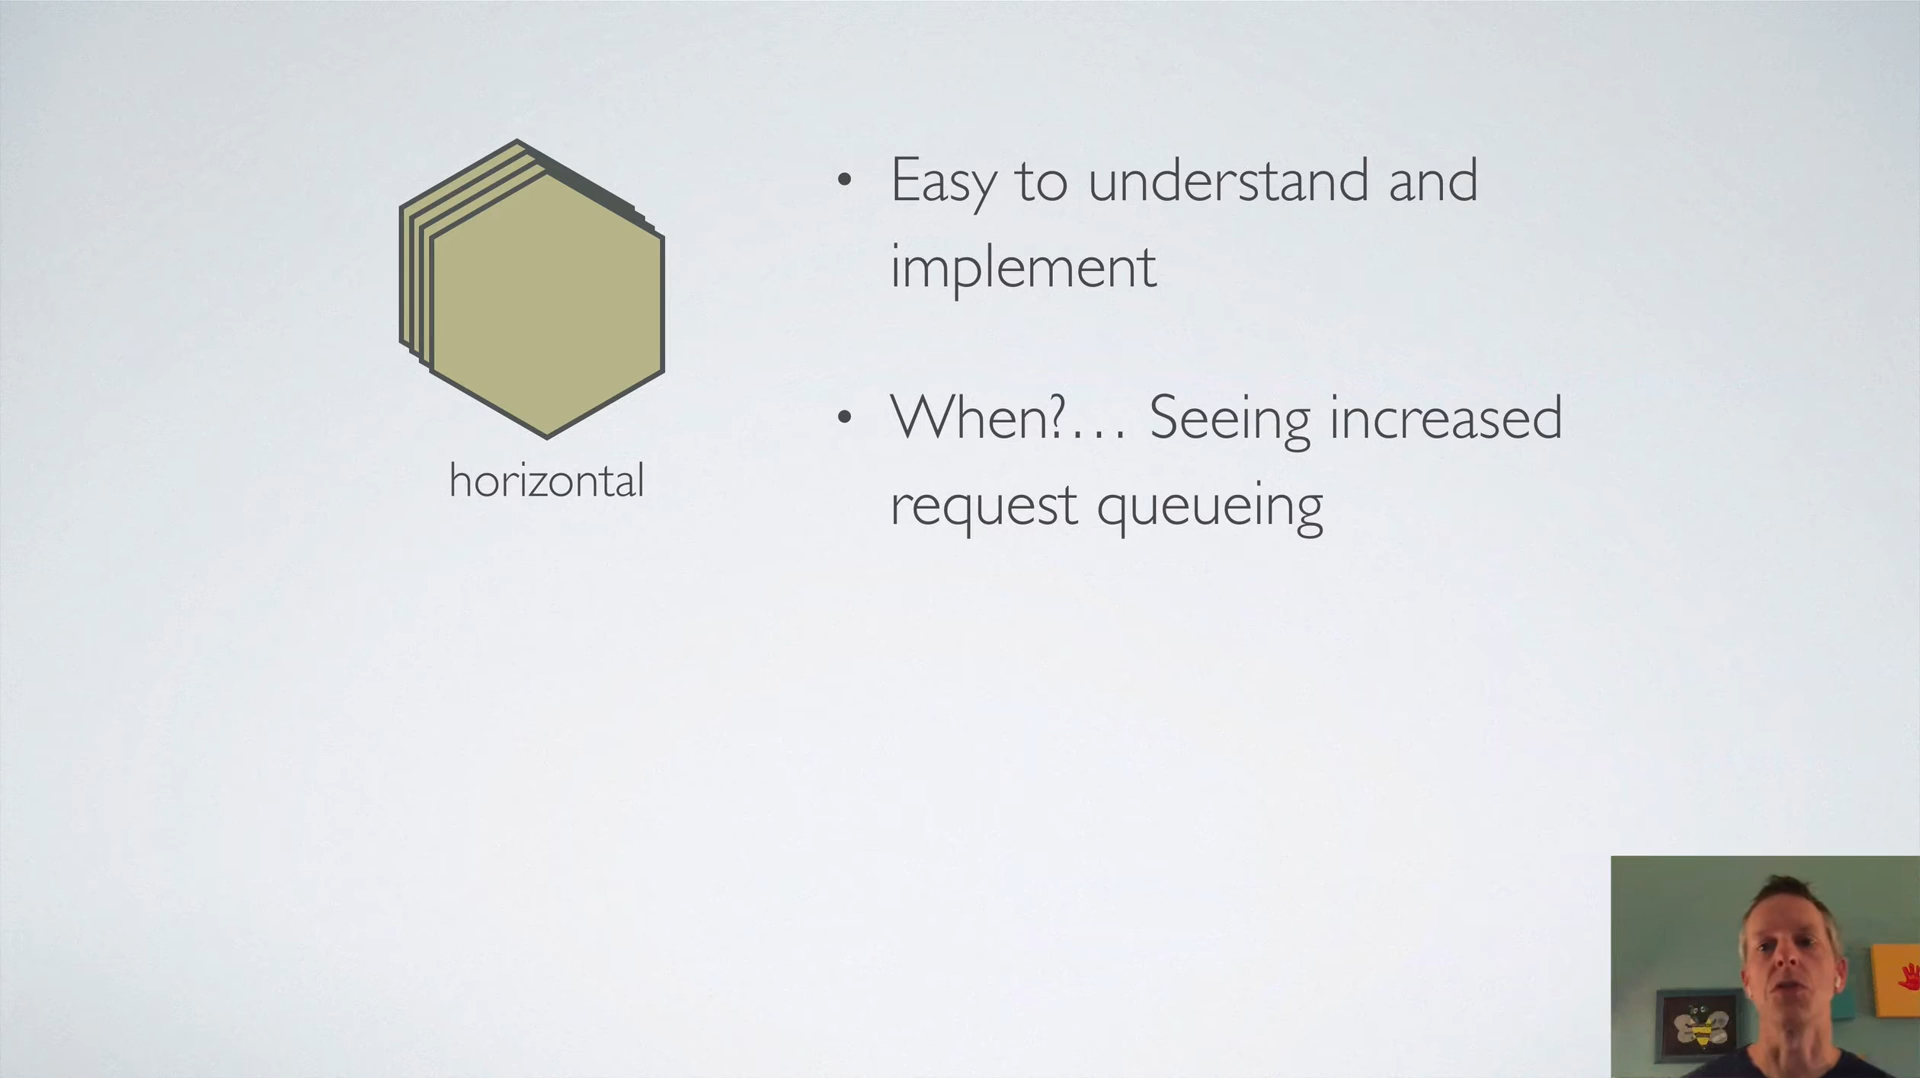 • Easy to understand and
implement
• When?… Seeing increased
request queueing
horizontal